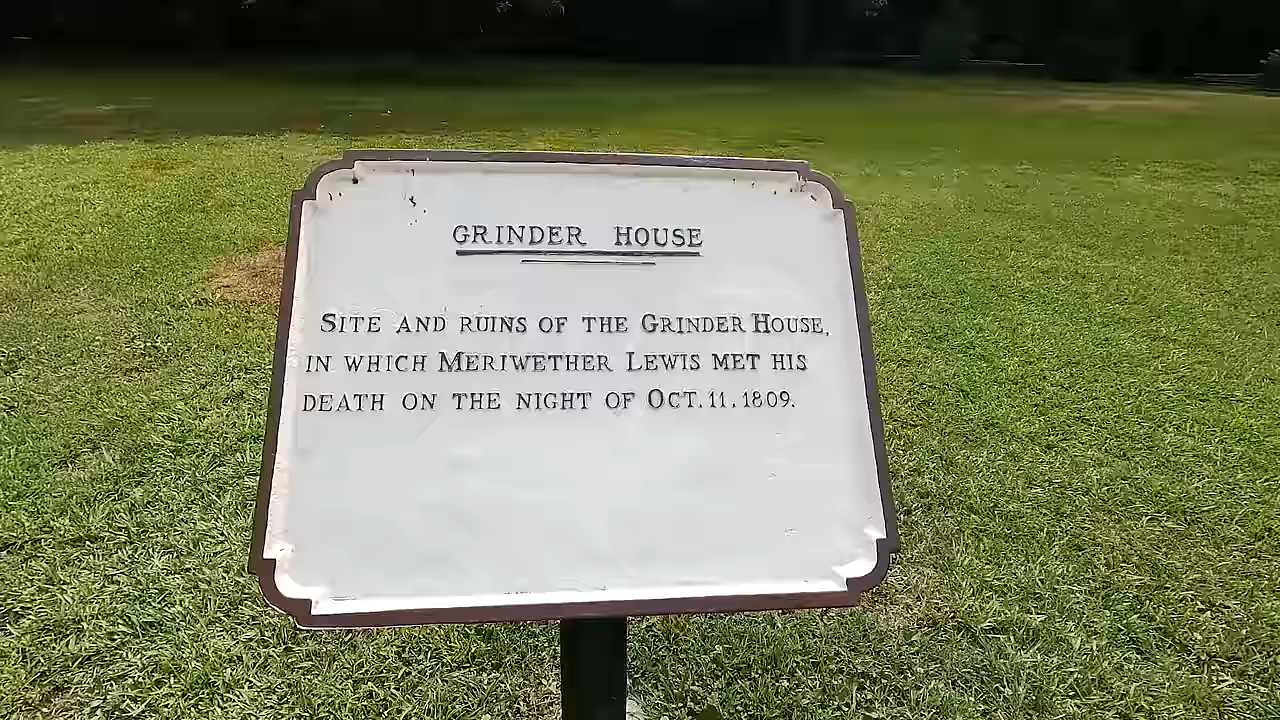 GRINDER HOUSE
SITE AND RUINS OF THE GRINDER HOUSE,
IN WHICH MERIWETHER LEWIS MET HIS
DEATH ON THE NIGHT OF OCT. 11, 1809.